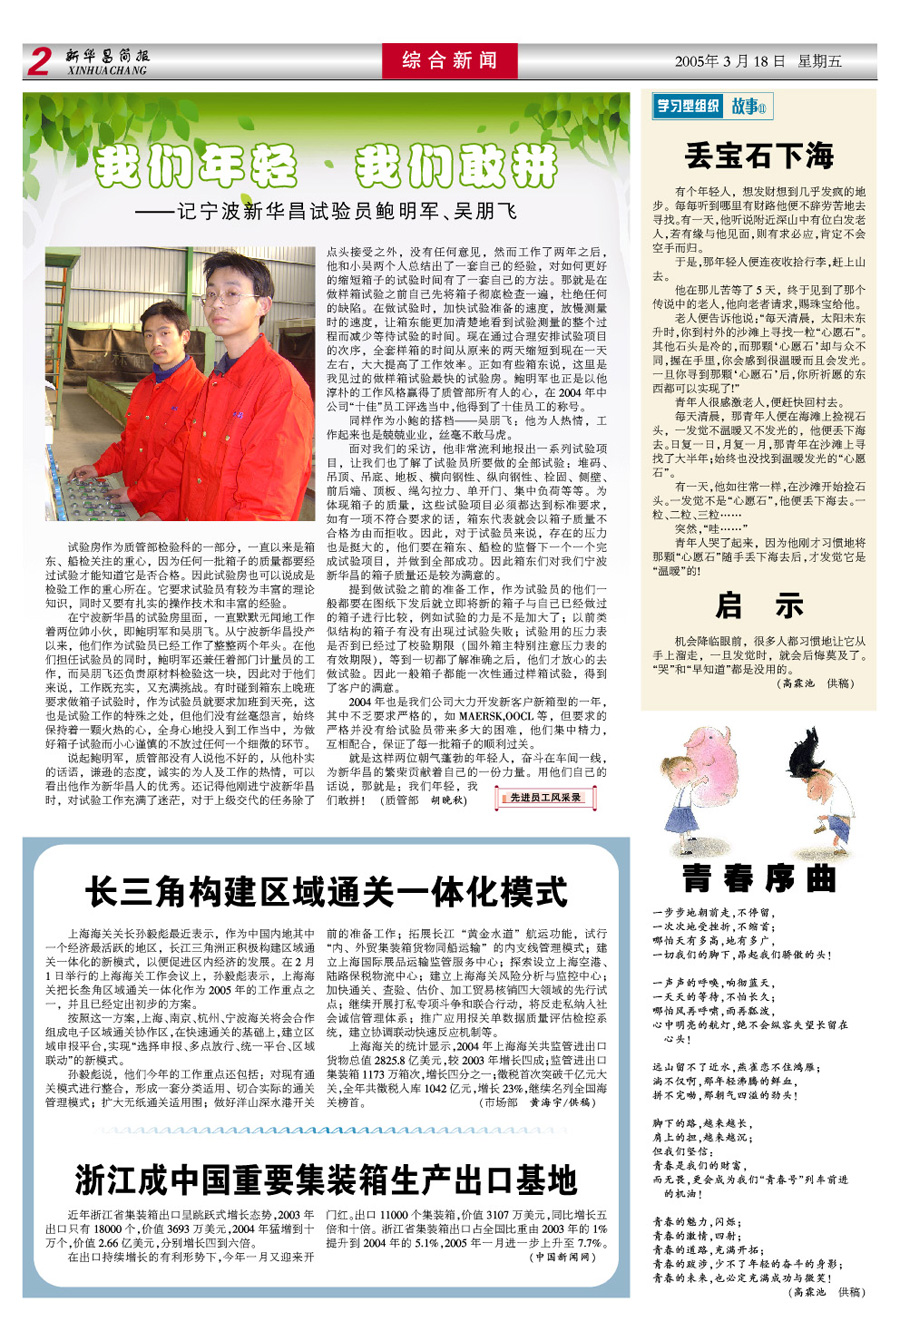 2 新华昌简报
XINHUACHANG
综合新闻
2005年 3 月 18 日 星期五
我们年轻 我们敢拼
——记宁波新华昌试验员鲍明军、吴朋飞
试验房作为质管部检验科的一部分，一直以来是箱
东、船检关注的重心，因为任何一批箱子的质量都要经
过试验才能知道它是否合格。因此试验房也可以说成是
检验工作的重心所在。它要求试验员有较为丰富的理论
知识，同时又要有扎实的操作技术和丰富的经验。
在宁波新华昌的试验房里面，一直默默无闻地工作
着两位帅小伙，即鲍明军和吴朋飞。从宁波新华昌投产
以来，他们作为试验员已经工作了整整两个年头。在他
们担任试验员的同时，鲍明军还兼任着部门计量员的工
作，而吴朋飞还负责原材料检验这一块，因此对于他们
来说，工作既充实，又充满挑战。有时碰到箱东上晚班
要求做箱子试验时，作为试验员就要求加班到天亮，这
也是试验工作的特殊之处，但他们没有丝毫怨言，始终
保持着一颗火热的心，全身心地投入到工作当中，为做
好箱子试验而小心谨慎的不放过任何一个细微的环节。
说起鲍明军，质管部没有人说他不好的，从他朴实
的话语，谦逊的态度，诚实的为人及工作的热情，可以
看出他作为新华昌人的优秀。还记得他刚进宁波新华昌
时，对试验工作充满了迷茫，对于上级交代的任务除了
点头接受之外，没有任何意见，然而工作了两年之后，
他和小吴两个人总结出了一套自己的经验，对如何更好
的缩短箱子的试验时间有了一套自己的方法。那就是在
做样箱试验之前自己先将箱子彻底检查一遍，杜绝任何
的缺陷。在做试验时，加快试验准备的速度，放慢测量
时的速度，让箱东能更加清楚地看到试验测量的整个过
程而减少等待试验的时间。现在通过合理安排试验项目
的次序，全套样箱的时间从原来的两天缩短到现在一天
左右，大大提高了工作效率。正如有些箱东说，这里是
我见过的做样箱试验最快的试验房。鲍明军也正是以他
淳朴的工作风格赢得了质管部所有人的心，在 2004 年中
公司“十佳”员工评选当中，他得到了十佳员工的称号。
同样作为小鲍的搭档——吴朋飞：他为人热情，工
作起来也是兢兢业业，丝毫不敢马虎。
面对我们的采访，他非常流利地报出一系列试验项
目，让我们也了解了试验员所要做的全部试验：堆码、
吊顶、吊底、地板、横向钢性、纵向钢性、栓固、侧壁、
前后端、顶板、绳勾拉力、单开门、集中负荷等等。为
体现箱子的质量，这些试验项目必须都达到标准要求，
如有一项不符合要求的话，箱东代表就会以箱子质量不
合格为由而拒收。因此，对于试验员来说，存在的压力
也是挺大的，他们要在箱东、船检的监督下一个一个完
成试验项目，并做到全部成功。因此箱东们对我们宁波
新华昌的箱子质量还是较为满意的。
提到做试验之前的准备工作，作为试验员的他们一
般都要在图纸下发后就立即将新的箱子与自己已经做过
的箱子进行比较，例如试验的力是不是加大了；以前类
似结构的箱子有没有出现过试验失败；试验用的压力表
是否到已经过了校验期限（国外箱主特别注意压力表的
有效期限），等到一切都了解准确之后，他们才放心的去
做试验。因此一般箱子都能一次性通过样箱试验，得到
了客户的满意。
2004 年也是我们公司大力开发新客户新箱型的一年，
其中不乏要求严格的，如 MAERSK,OOCL 等，但要求的
严格并没有给试验员带来多大的困难，他们集中精力，
互相配合，保证了每一批箱子的顺利过关。
就是这样两位朝气蓬勃的年轻人，奋斗在车间一线，
为新华昌的繁荣贡献着自己的一份力量。用他们自己的
话说，那就是：我们年轻，我
们敢拼！（质管部 胡晚秋）
先进员工风采录
学习型组织 故事⑪
丢宝石下海
有个年轻人，想发财想到几乎发疯的地
步。每每听到哪里有财路他便不辞劳苦地去
寻找。有一天，他听说附近深山中有位白发老
人，若有缘与他见面，则有求必应，肯定不会
空手而归。
于是，那年轻人便连夜收拾行李，赶上山
去。
他在那儿苦等了 5 天，终于见到了那个
传说中的老人，他向老者请求，赐珠宝给他。
老人便告诉他说：“每天清晨，太阳未东
升时，你到村外的沙滩上寻找一粒“心愿石”。
其他石头是冷的，而那颗‘心愿石’却与众不
同，握在手里，你会感到很温暖而且会发光。
一旦你寻到那颗‘心愿石’后，你所祈愿的东
西都可以实现了！”
青年人很感激老人，便赶快回村去。
每天清晨，那青年人便在海滩上捡视石
头，一发觉不温暖又不发光的，他便丢下海
去。日复一日，月复一月，那青年在沙滩上寻
找了大半年；始终也没找到温暖发光的“心愿
石”。
有一天，他如往常一样，在沙滩开始捡石
头。一发觉不是“心愿石”，他便丢下海去。一
粒、二粒、三粒……
突然，“哇……”
青年人哭了起来，因为他刚才习惯地将
那颗“心愿石”随手丢下海去后，才发觉它是
“温暖”的！
启 示
机会降临眼前，很多人都习惯地让它从
手上溜走，一旦发觉时，就会后悔莫及了。
“哭”和“早知道”都是没用的。
（高霖池 供稿）
青春序曲
一步步地朝前走，不停留，
一次次地受挫折，不缩首；
哪怕天有多高，地有多广，
一切我们的脚下，昂起我们骄傲的头！
一声声的呼唤，响彻蓝天，
一天天的等待，不怕长久；
哪怕风再呼啸，雨再瓢泼，
心中明亮的航灯，绝不会纵容失望长留在
心头！
远山留不了近水，燕雀恋不住鸿雁；
淌不仅啊，那年轻沸腾的鲜血，
拼不完呦，那朝气四溢的劲头！
脚下的路，越来越长，
肩上的担，越来越沉；
但我们坚信：
青春是我们的财富，
而无畏，更会成为我们“青春号”列车前进
的机油！
青春的魅力，闪烁；
青春的激情，四射；
青春的道路，充满开拓；
青春的跋涉，少不了年轻的奋斗的身影；
青春的未来，也必定充满成功与微笑！
（高霖池 供稿）
长三角构建区域通关一体化模式
上海海关关长孙毅彪最近表示，作为中国内地其中
一个经济最活跃的地区，长江三角洲正积极构建区域通
关一体化的新模式，以便促进区内经济的发展。在 2 月
1 日举行的上海海关工作会议上，孙毅彪表示，上海海
关把长叁角区域通关一体化作为 2005 年的工作重点之
一，并且已经定出初步的方案。
按照这一方案，上海、南京、杭州、宁波海关将会合作
组成电子区域通关协作区，在快速通关的基础上，建立区
域申报平台，实现“选择申报、多点放行、统一平台、区域
联动”的新模式。
孙毅彪说，他们今年的工作重点还包括：对现有通
关模式进行整合，形成一套分类适用、切合实际的通关
管理模式；扩大无纸通关适用围；做好洋山深水港开关
前的准备工作；拓展长江“黄金水道”航运功能，试行
“内、外贸集装箱货物同船运输”的内支线管理模式；建
立上海国际展品运输监管服务中心；探索设立上海空港、
陆路保税物流中心；建立上海海关风险分析与监控中心；
加快通关、查验、估价、加工贸易核销四大领域的先行试
点；继续开展打私专项斗争和联合行动，将反走私纳入社
会诚信管理体系；推广应用报关单数据质量评估检控系
统，建立协调联动快速反应机制等。
上海海关的统计显示，2004 年上海海关共监管进出口
货物总值 2825.8 亿美元，较 2003 年增长四成；监管进出口
集装箱 1173 万箱次，增长四分之一；徵税首次突破千亿元大
关，全年共徵税入库 1042 亿元，增长 23%，继续名列全国海
关榜首。 （市场部 黄海宇/供稿）
浙江成中国重要集装箱生产出口基地
近年浙江省集装箱出口呈跳跃式增长态势，2003 年
出口只有 18000 个，价值 3693 万美元，2004 年猛增到十
万个，价值 2.66 亿美元，分别增长四到六倍。
在出口持续增长的有利形势下，今年一月又迎来开
门红。出口 11000 个集装箱，价值 3107 万美元，同比增长五
倍和十倍。浙江省集装箱出口占全国比重由 2003 年的 1%
提升到 2004 年的 5.1%，2005 年一月进一步上升至 7.7%。
（中国新闻网）